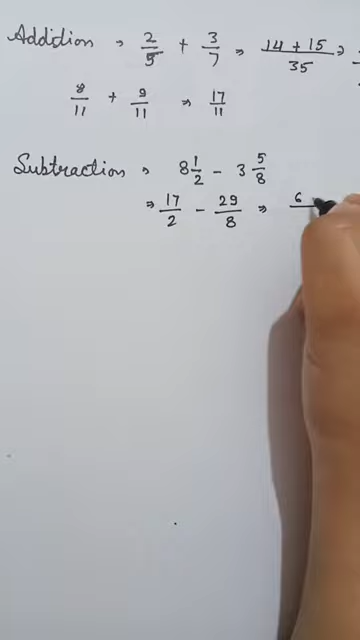 Addition → 2/5 + 3/7 ⇒ 14 + 15/35 ⇒
8/11 + 9/11 ⇒ 17/11
Subtraction → 8 1/2 - 3 5/8
⇒ 17/2 - 29/8 ⇒ 6